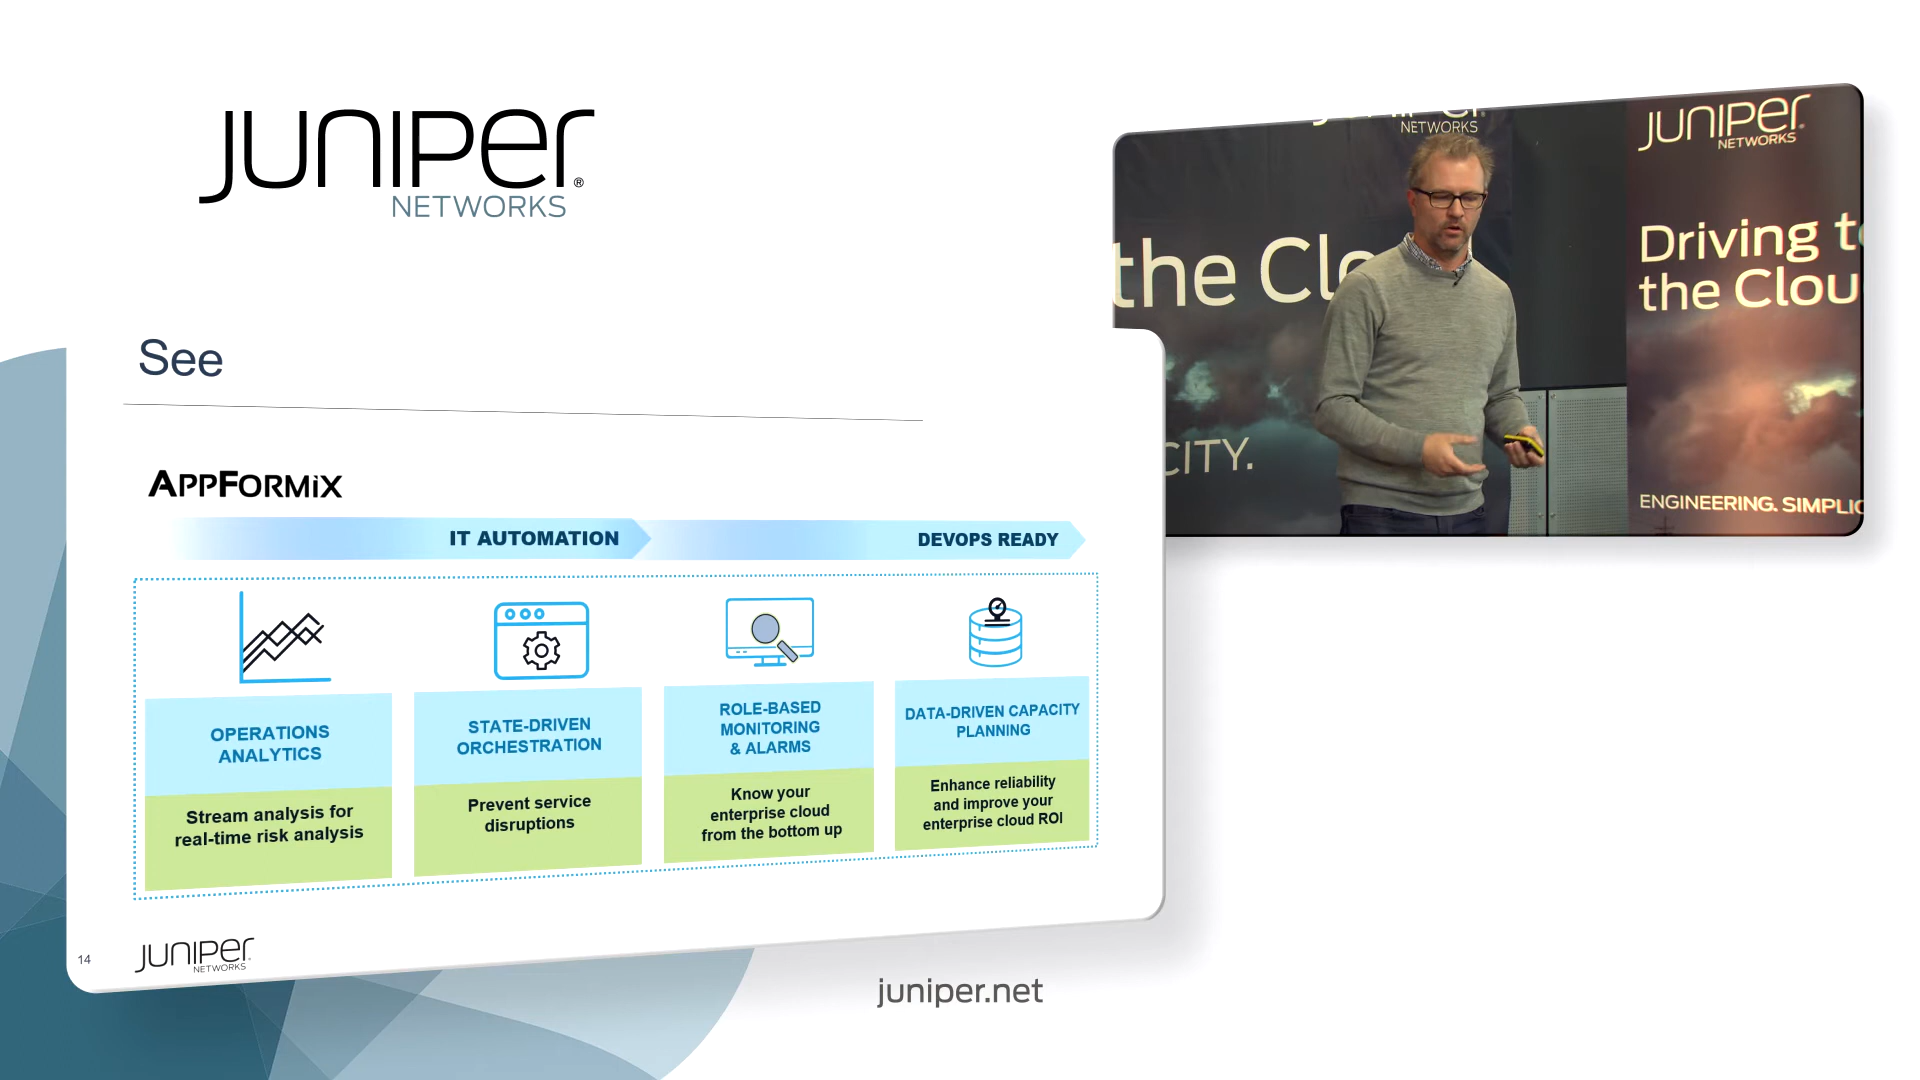 JUNIPER
NETWORKS
See
APPFORMIX
IT AUTOMATION
DEVOPS READY
OPERATIONS
ANALYTICS
Stream analysis for
real-time risk analysis
STATE-DRIVEN
ORCHESTRATION
Prevent service
disruptions
ROLE-BASED
MONITORING
& ALARMS
Know your
enterprise cloud
from the bottom up
DATA-DRIVEN CAPACITY
PLANNING
Enhance reliability
and improve your
enterprise cloud ROI
14
JUNIPER
NETWORKS
NETWORKS
the Clo
CITY.
JUNIPER
NETWORKS
Driving to
the Clou
ENGINEERING. SIMPLIC
juniper.net